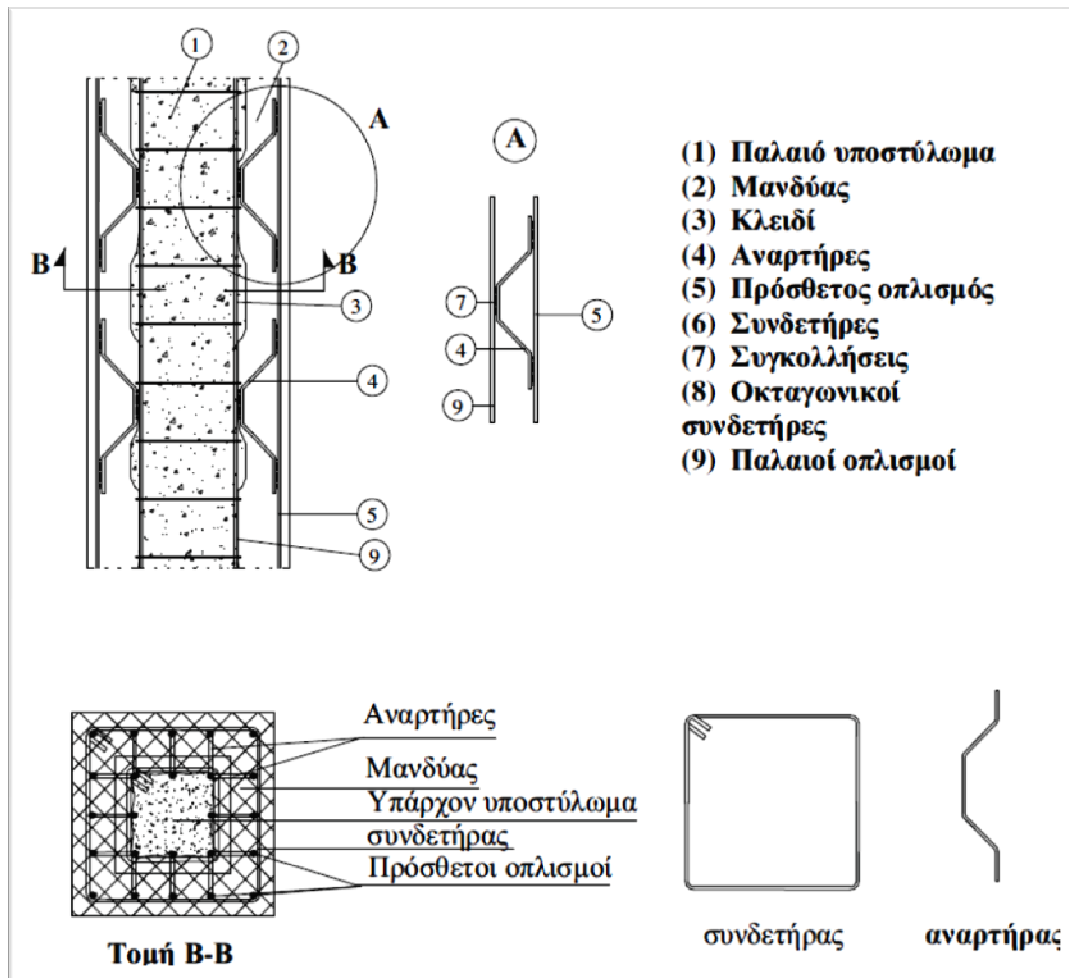 1
2
A
A
B
B
3
7
5
4
4
9
5
9
(1) Παλαιό υποστύλωμα
(2) Μανδύας
(3) Κλειδί
(4) Αναρτήρες
(5) Πρόσθετος οπλισμός
(6) Συνδετήρες
(7) Συγκολλήσεις
(8) Οκταγωνικοί
συνδετήρες
(9) Παλαιοί οπλισμοί
Αναρτήρες
Μανδύας
Υπάρχον υποστύλωμα
συνδετήρας
Πρόσθετοι οπλισμοί
Τομή Β-Β
συνδετήρας
αναρτήρας